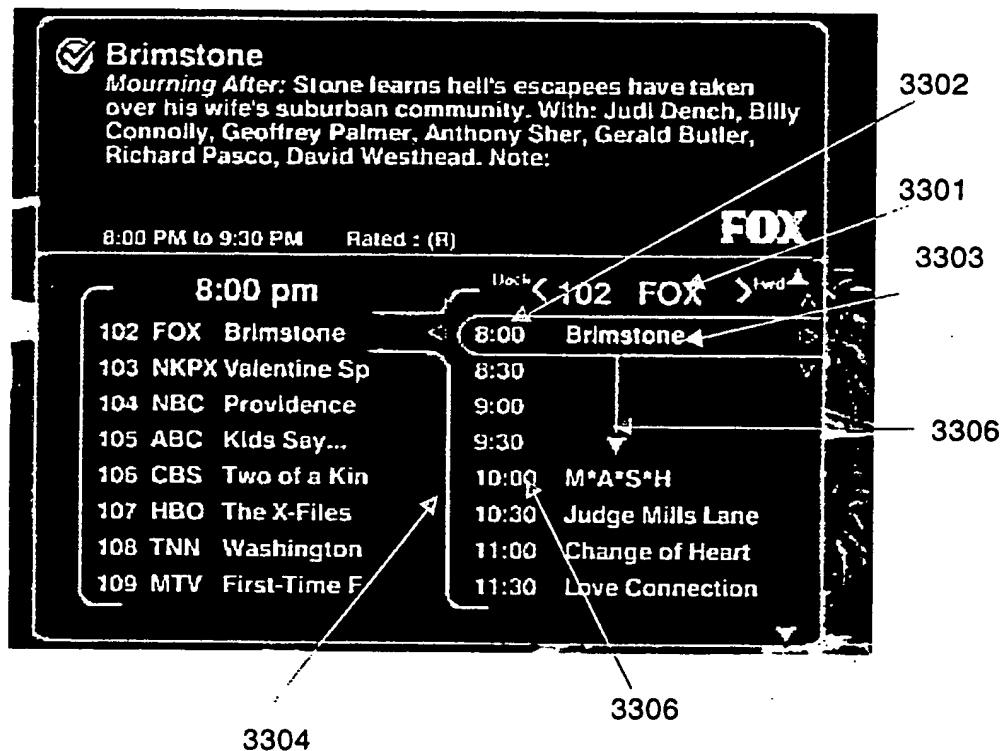 Brimstone
Mourning After: Stone learns hell's escapees have taken
over his wife's suburban community. With: Judi Dench, Billy
Connolly, Geoffrey Palmer, Anthony Sher, Gerald Butler,
Richard Pasco, David Westhead. Note:
8:00 PM to 9:30 PM Rated : (R)
FOX
3302
3301
3303
8:00 pm
102 FOX Brimstone
103 NKPX Valentine Sp
104 NBC Providence
105 ABC Kids Say...
106 CBS Two of a Kin
107 HBO The X-Files
108 TNN Washington
109 MTV First-Time F
Back < 102 FOX > Fwd
8:00 Brimstone
8:30
9:00
9:30
10:00 M*A*S*H
10:30 Judge Mills Lane
11:00 Change of Heart
11:30 Love Connection
3306
3306
3304